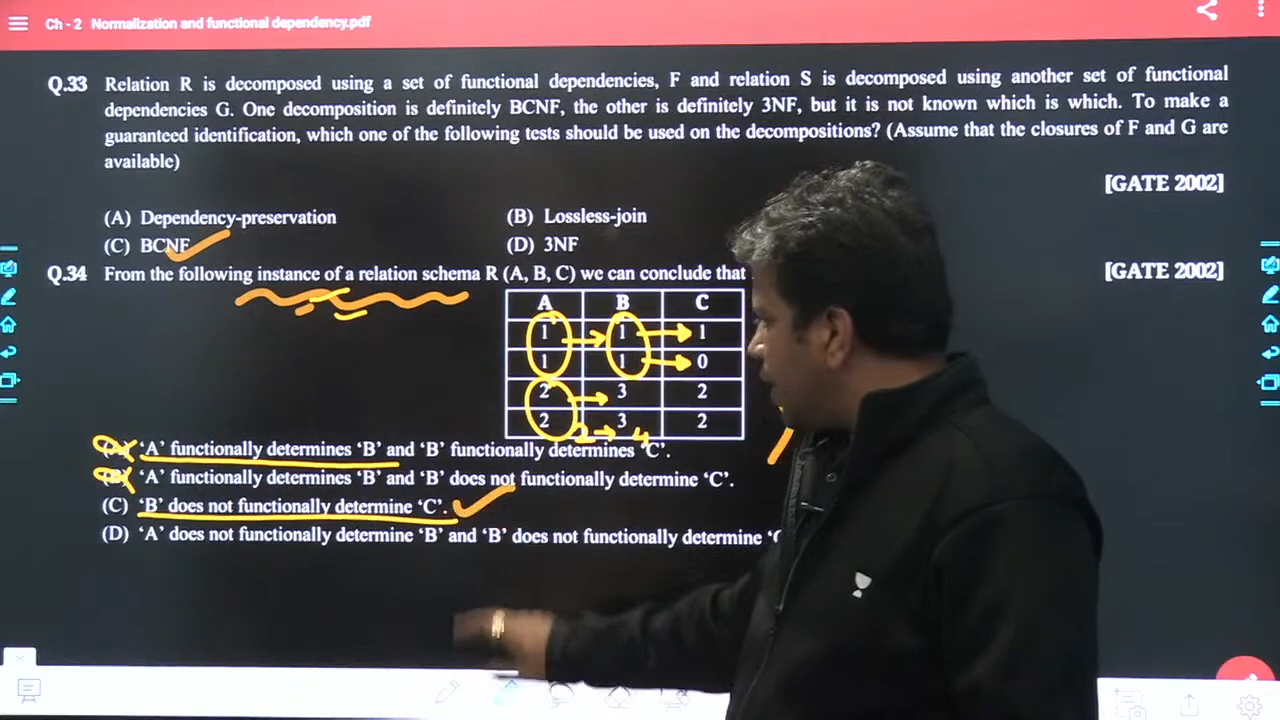 Ch - 2 Normalization and functional dependency.pdf
Q.33 Relation R is decomposed using a set of functional dependencies, F and relation S is decomposed using another set of functional
dependencies G. One decomposition is definitely BCNF, the other is definitely 3NF, but it is not known which is which. To make a
guaranteed identification, which one of the following tests should be used on the decompositions? (Assume that the closures of F and G are
available)
[GATE 2002]
(A) Dependency-preservation (B) Lossless-join
(C) BCNF (D) 3NF
Q.34 From the following instance of a relation schema R (A, B, C) we can conclude that [GATE 2002]
A B C
1 1 1
1 1 0
2 3 2
2 3 2
2 → 4
(A) 'A' functionally determines 'B' and 'B' functionally determines 'C'.
(B) 'A' functionally determines 'B' and 'B' does not functionally determine 'C'.
(C) 'B' does not functionally determine 'C'.
(D) 'A' does not functionally determine 'B' and 'B' does not functionally determine